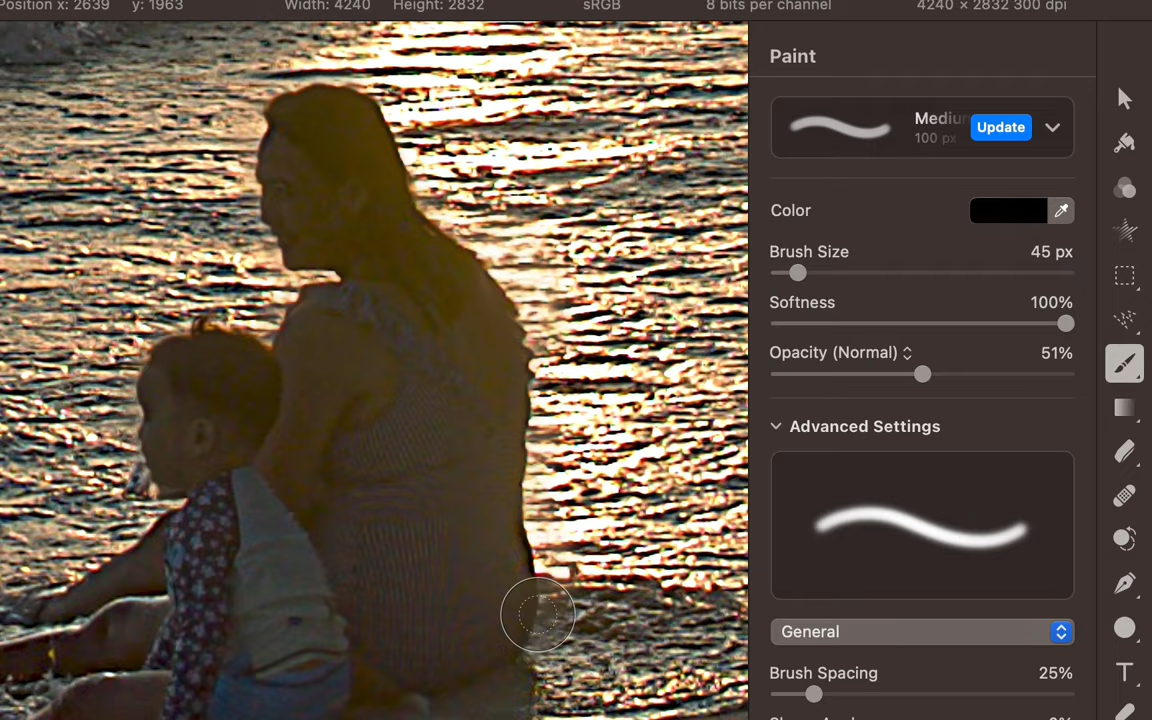 Position x: 2639 y: 1963 Width: 4240 Height: 2832 sRGB 8 bits per channel 4240 × 2832 300 dpi
Paint
Medium
100 px
Update
Color
Brush Size 45 px
Softness 100%
Opacity (Normal) 51%
Advanced Settings
General
Brush Spacing 25%